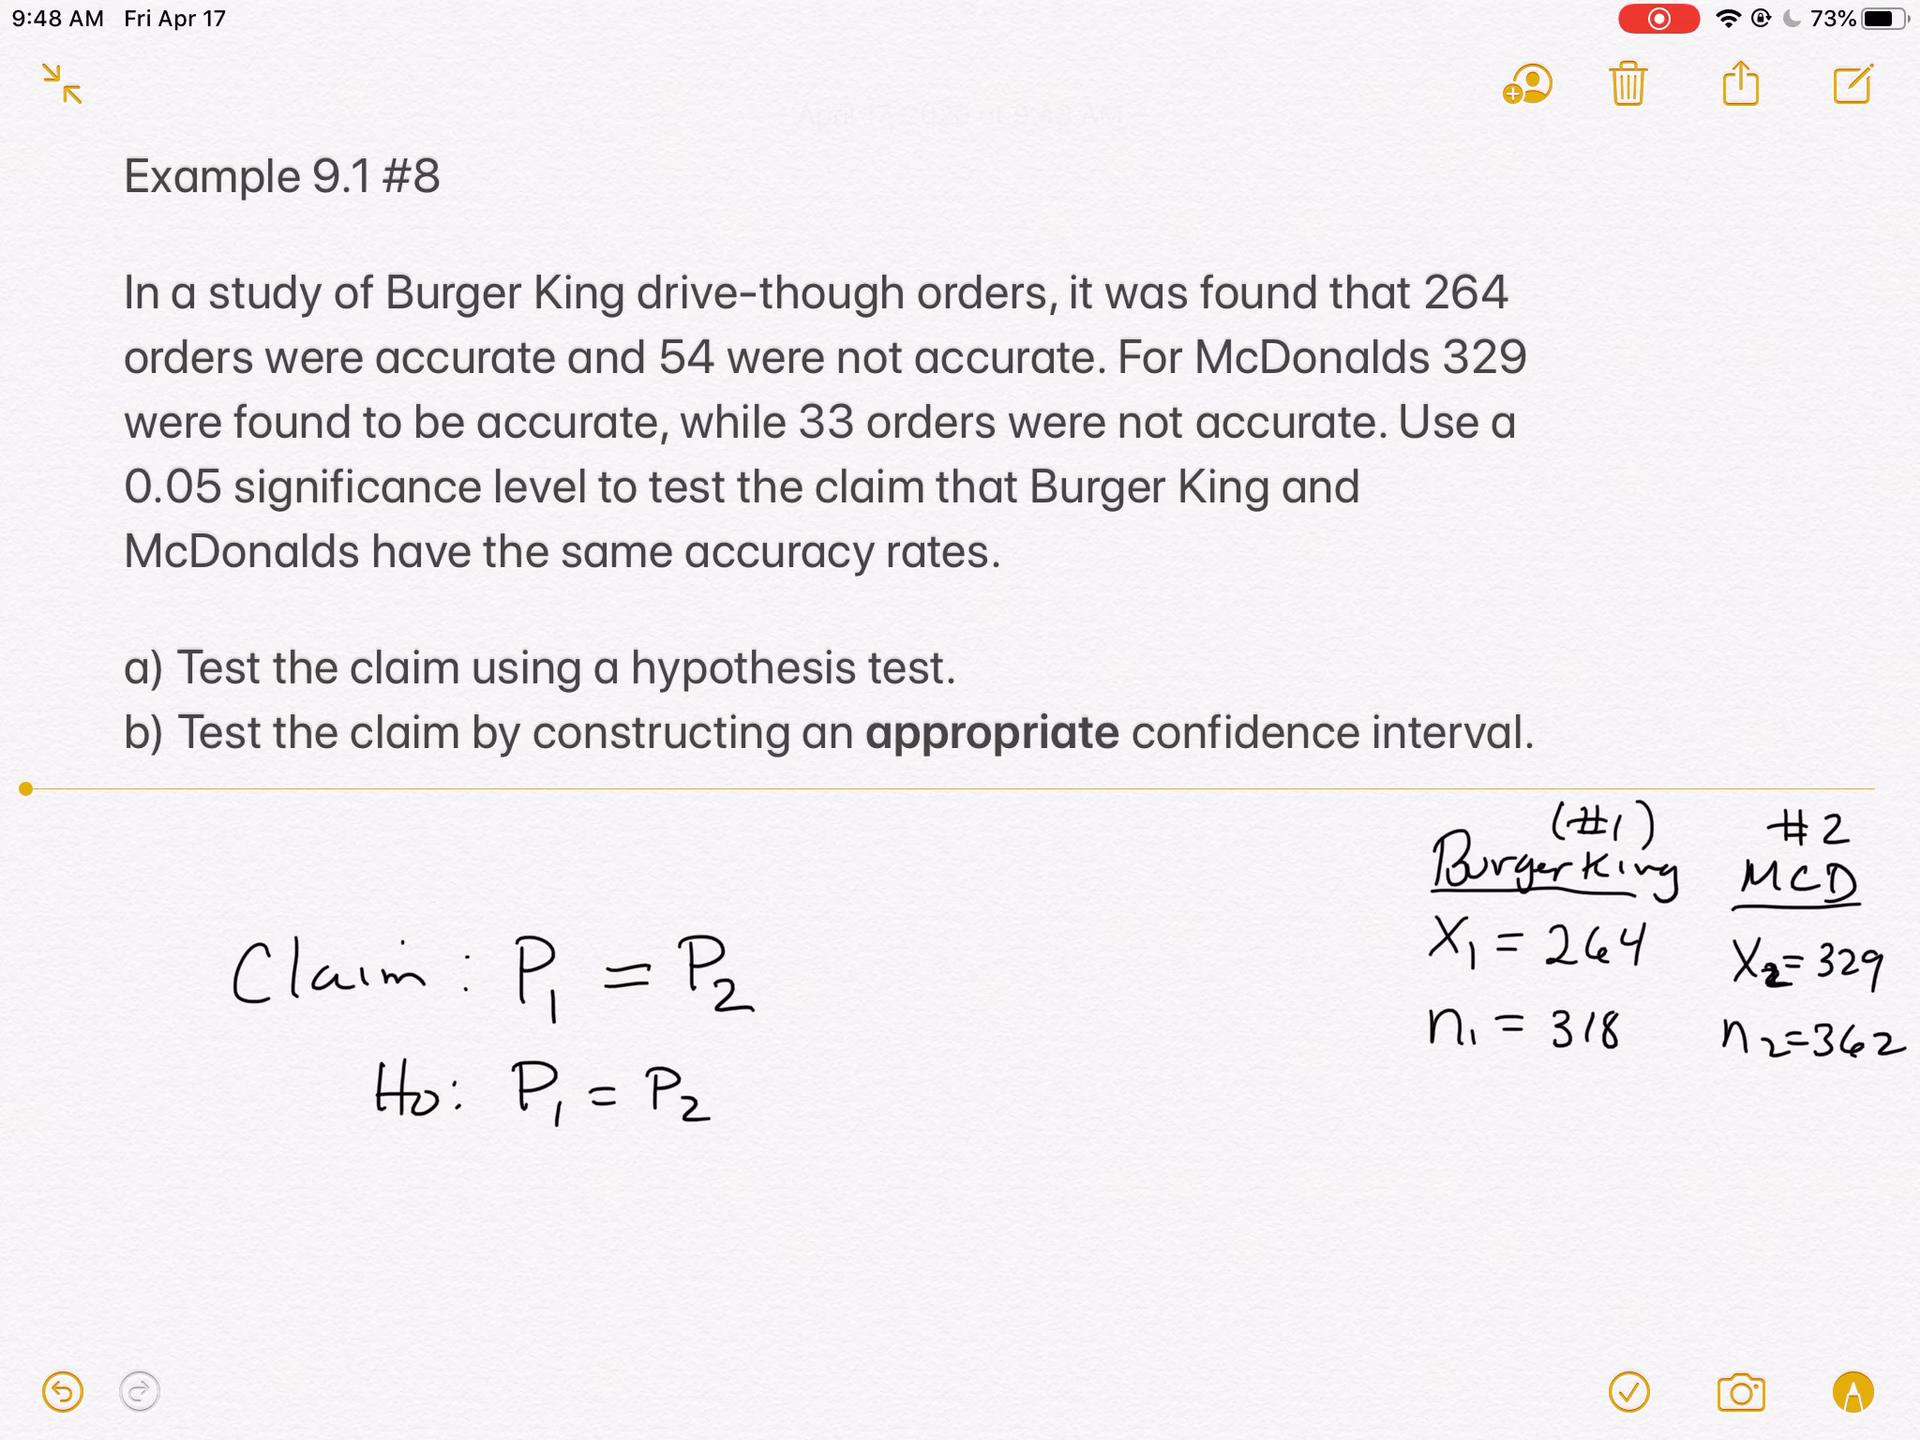 9:48 AM Fri Apr 17
73%
Example 9.1 #8
In a study of Burger King drive-though orders, it was found that 264
orders were accurate and 54 were not accurate. For McDonalds 329
were found to be accurate, while 33 orders were not accurate. Use a
0.05 significance level to test the claim that Burger King and
McDonalds have the same accuracy rates.
a) Test the claim using a hypothesis test.
b) Test the claim by constructing an appropriate confidence interval.
(#1) #2
Burger King MCD
X₁ = 264 X₂ = 329
n₁ = 318 n₂ = 362
Claim: P₁ = P₂
Ho: P₁ = P₂